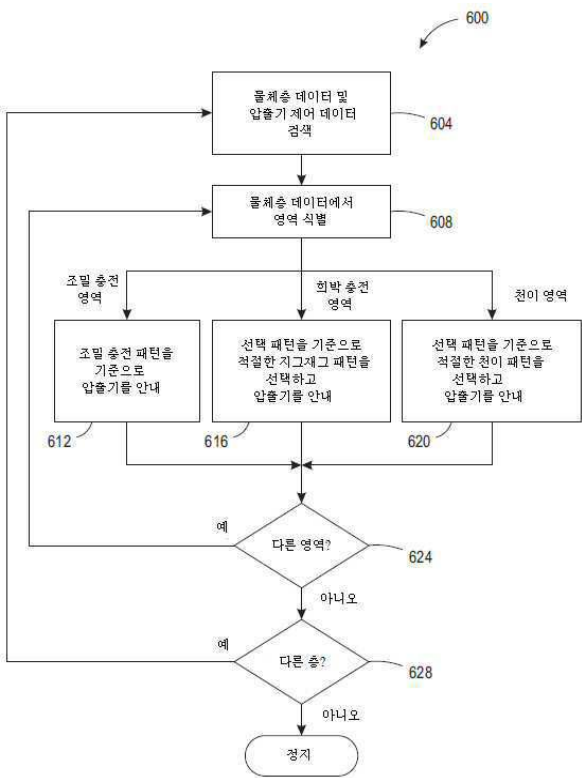 600
물체층 데이터 및
압출기 제어 데이터
검색
604
물체층 데이터에서
영역 식별
608
조밀 충전
영역
희박 충전
영역
천이 영역
조밀 충전 패턴을
기준으로
압출기를 안내
612
선택 패턴을 기준으로
적절한 지그재그 패턴을
선택하고
압출기를 안내
616
선택 패턴을 기준으로
적절한 천이 패턴을
선택하고
압출기를 안내
620
예
다른 영역?
624
아니오
예
다른 층?
628
아니오
정지